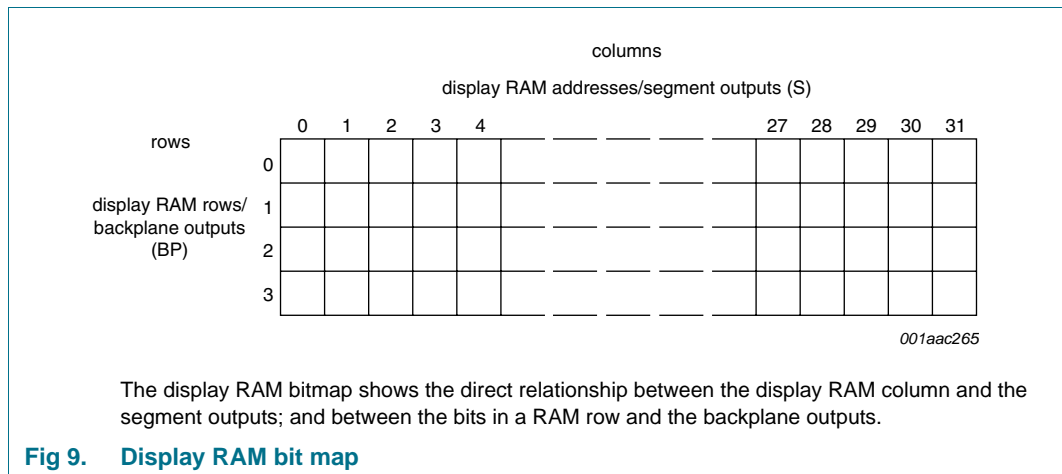 columns
display RAM addresses/segment outputs (S)
0 1 2 3 4 27 28 29 30 31
rows
0
display RAM rows/
1
backplane outputs
(BP)
2
3
001aac265
The display RAM bitmap shows the direct relationship between the display RAM column and the
segment outputs; and between the bits in a RAM row and the backplane outputs.
Fig 9. Display RAM bit map